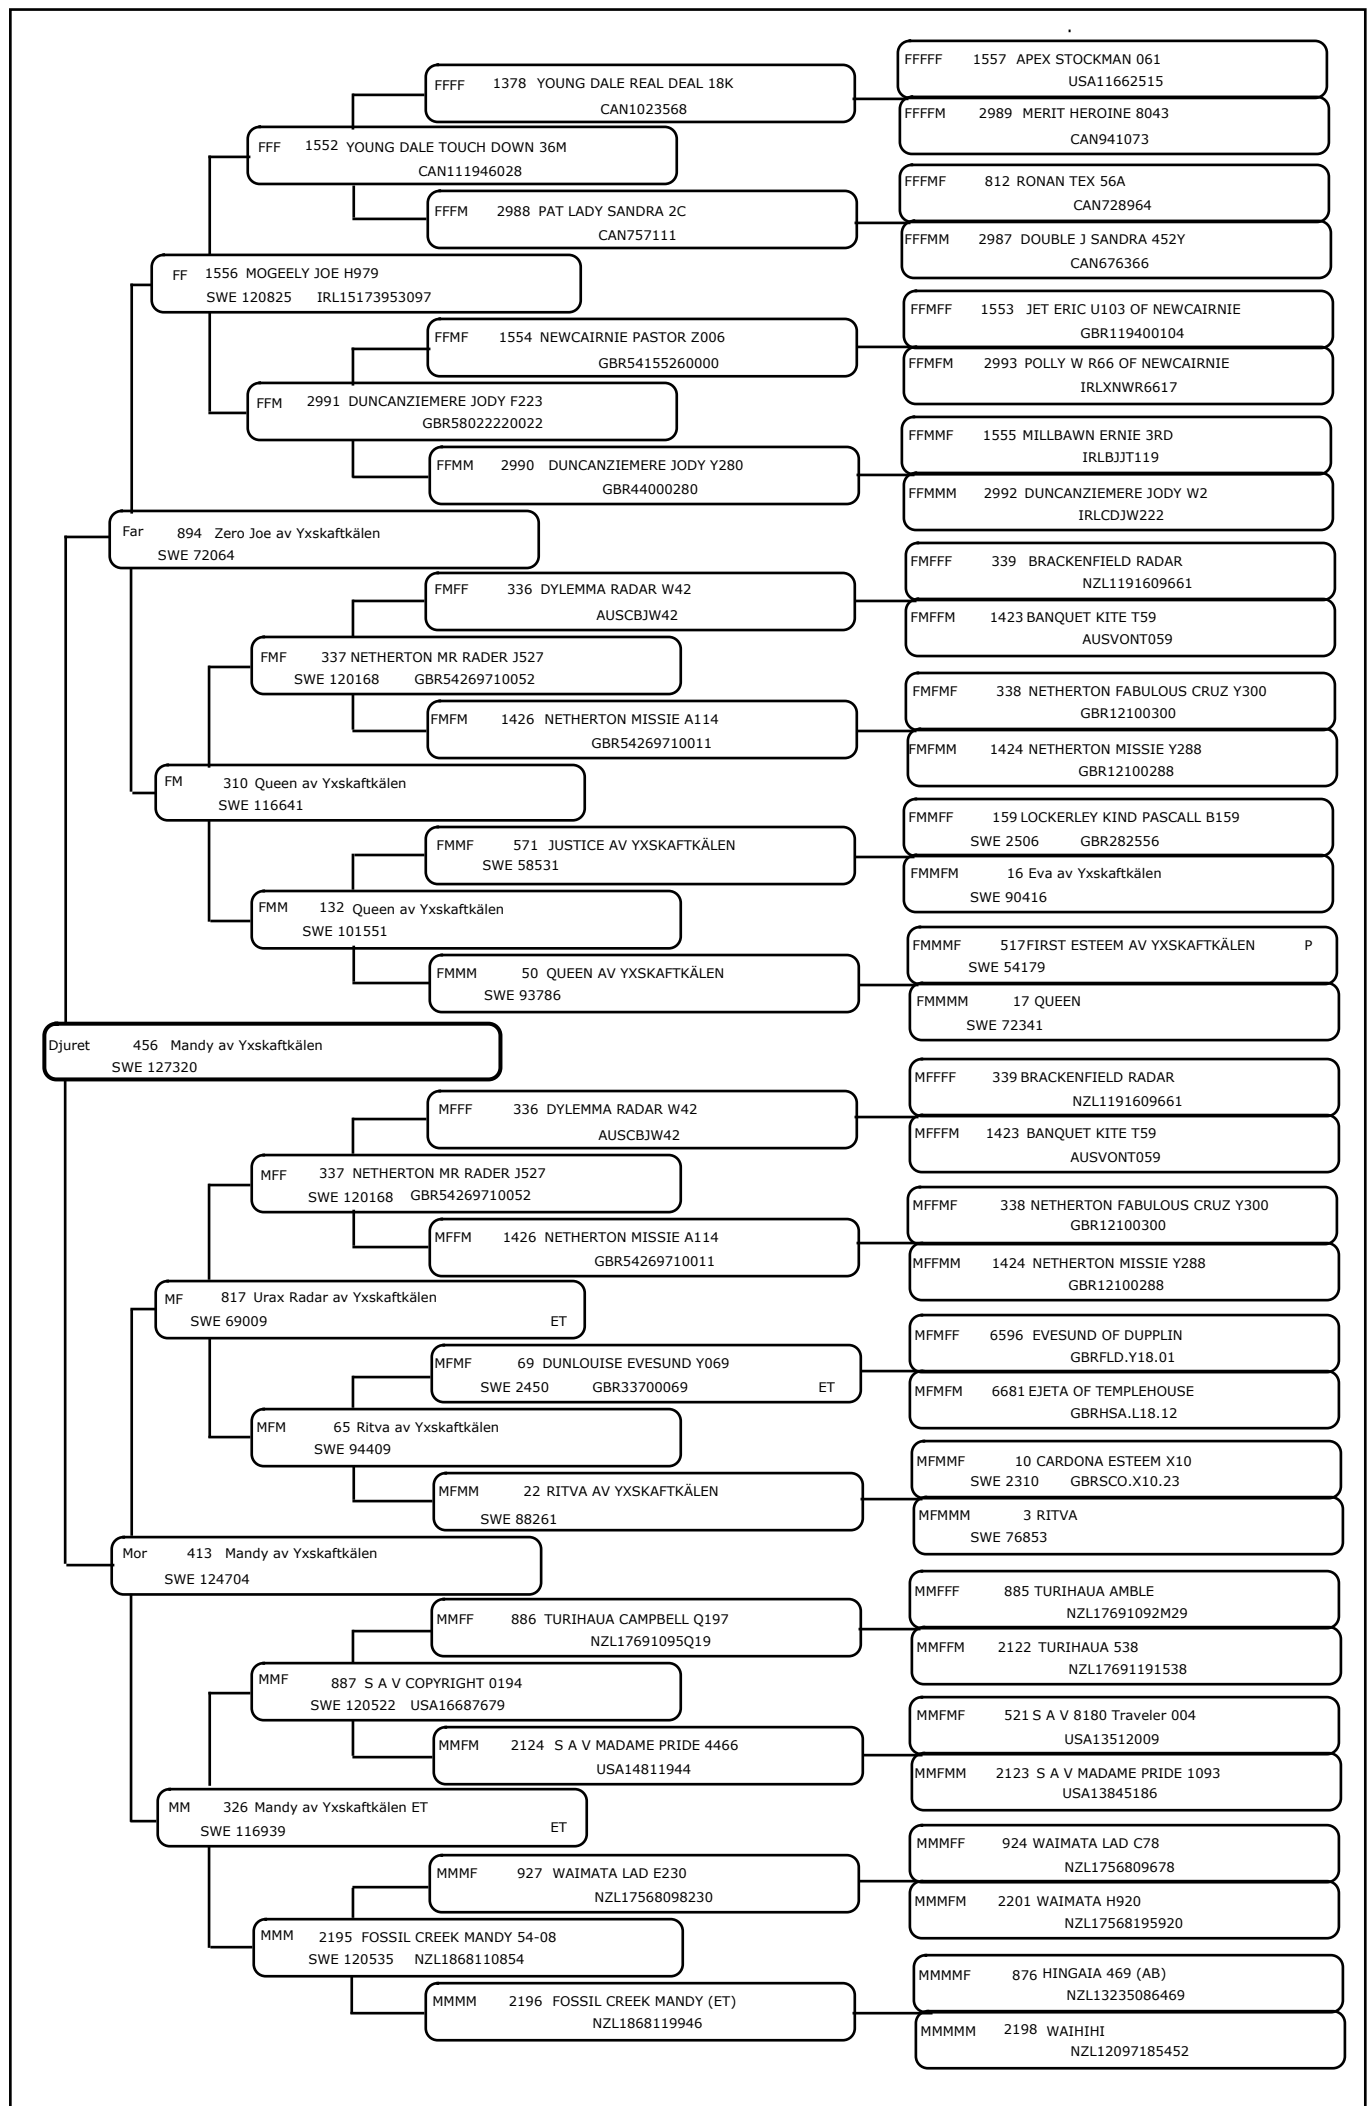 FFFFF 1557 APEX STOCKMAN 061
USA11662515
FFFF 1378 YOUNG DALE REAL DEAL 18K
CAN1023568
FFFFM 2989 MERIT HEROINE 8043
CAN941073
FFF 1552 YOUNG DALE TOUCH DOWN 36M
CAN111946028
FFFMF 812 RONAN TEX 56A
CAN728964
FFFM 2988 PAT LADY SANDRA 2C
CAN757111
FFFMM 2987 DOUBLE J SANDRA 452Y
CAN676366
FF 1556 MOGEELY JOE H979
SWE 120825 IRL15173953097
FFMFF 1553 JET ERIC U103 OF NEWCAIRNIE
GBR119400104
FFMF 1554 NEWCAIRNIE PASTOR Z006
GBR54155260000
FFMFM 2993 POLLY W R66 OF NEWCAIRNIE
IRLXNWR6617
FFM 2991 DUNCANZIEMERE JODY F223
GBR58022220022
FFMMF 1555 MILLBAWN ERNIE 3RD
IRLBJJT119
FFMM 2990 DUNCANZIEMERE JODY Y280
GBR44000280
FFMMM 2992 DUNCANZIEMERE JODY W2
IRLCDJW222
Far 894 Zero Joe av Yxskaftkälen
SWE 72064
FMFFF 339 BRACKENFIELD RADAR
NZL1191609661
FMFF 336 DYLEMMA RADAR W42
AUSCBJW42
FMFFM 1423 BANQUET KITE T59
AUSVONT059
FMF 337 NETHERTON MR RADER J527
SWE 120168 GBR54269710052
FMFMF 338 NETHERTON FABULOUS CRUZ Y300
GBR12100300
FMFM 1426 NETHERTON MISSIE A114
GBR54269710011
FMFMM 1424 NETHERTON MISSIE Y288
GBR12100288
FM 310 Queen av Yxskaftkälen
SWE 116641
FMMFF 159 LOCKERLEY KIND PASCALL B159
SWE 2506 GBR282556
FMMF 571 JUSTICE AV YXSKAFTKÄLEN
SWE 58531
FMMFM 16 Eva av Yxskaftkälen
SWE 90416
FMM 132 Queen av Yxskaftkälen
SWE 101551
FMMMF 517 FIRST ESTEEM AV YXSKAFTKÄLEN P
SWE 54179
FMMM 50 QUEEN AV YXSKAFTKÄLEN
SWE 93786
FMMMM 17 QUEEN
SWE 72341
Djuret 456 Mandy av Yxskaftkälen
SWE 127320
MFFFF 339 BRACKENFIELD RADAR
NZL1191609661
MFFF 336 DYLEMMA RADAR W42
AUSCBJW42
MFFFM 1423 BANQUET KITE T59
AUSVONT059
MFF 337 NETHERTON MR RADER J527
SWE 120168 GBR54269710052
MFFMF 338 NETHERTON FABULOUS CRUZ Y300
GBR12100300
MFFM 1426 NETHERTON MISSIE A114
GBR54269710011
MFFMM 1424 NETHERTON MISSIE Y288
GBR12100288
MF 817 Urax Radar av Yxskaftkälen
SWE 69009 ET
MFMFF 6596 EVESUND OF DUPPLIN
GBRFLD.Y18.01
MFMF 69 DUNLOUISE EVESUND Y069
SWE 2450 GBR33700069 ET
MFMFM 6681 EJETA OF TEMPLEHOUSE
GBRHSA.L18.12
MFM 65 Ritva av Yxskaftkälen
SWE 94409
MFMMF 10 CARDONA ESTEEM X10
SWE 2310 GBRSCO.X10.23
MFMM 22 RITVA AV YXSKAFTKÄLEN
SWE 88261
MFMMM 3 RITVA
SWE 76853
Mor 413 Mandy av Yxskaftkälen
SWE 124704
MMFFF 885 TURIHAUA AMBLE
NZL17691092M29
MMFF 886 TURIHAUA CAMPBELL Q197
NZL17691095Q19
MMFFM 2122 TURIHAUA 538
NZL17691191538
MMF 887 S A V COPYRIGHT 0194
SWE 120522 USA16687679
MMFMF 521 S A V 8180 Traveler 004
USA13512009
MMFM 2124 S A V MADAME PRIDE 4466
USA14811944
MMFMM 2123 S A V MADAME PRIDE 1093
USA13845186
MM 326 Mandy av Yxskaftkälen ET
SWE 116939 ET
MMMFF 924 WAIMATA LAD C78
NZL1756809678
MMMF 927 WAIMATA LAD E230
NZL17568098230
MMMFM 2201 WAIMATA H920
NZL17568195920
MMM 2195 FOSSIL CREEK MANDY 54-08
SWE 120535 NZL1868110854
MMMMF 876 HINGAIA 469 (AB)
NZL13235086469
MMMM 2196 FOSSIL CREEK MANDY (ET)
NZL1868119946
MMMMM 2198 WAIHIHI
NZL12097185452